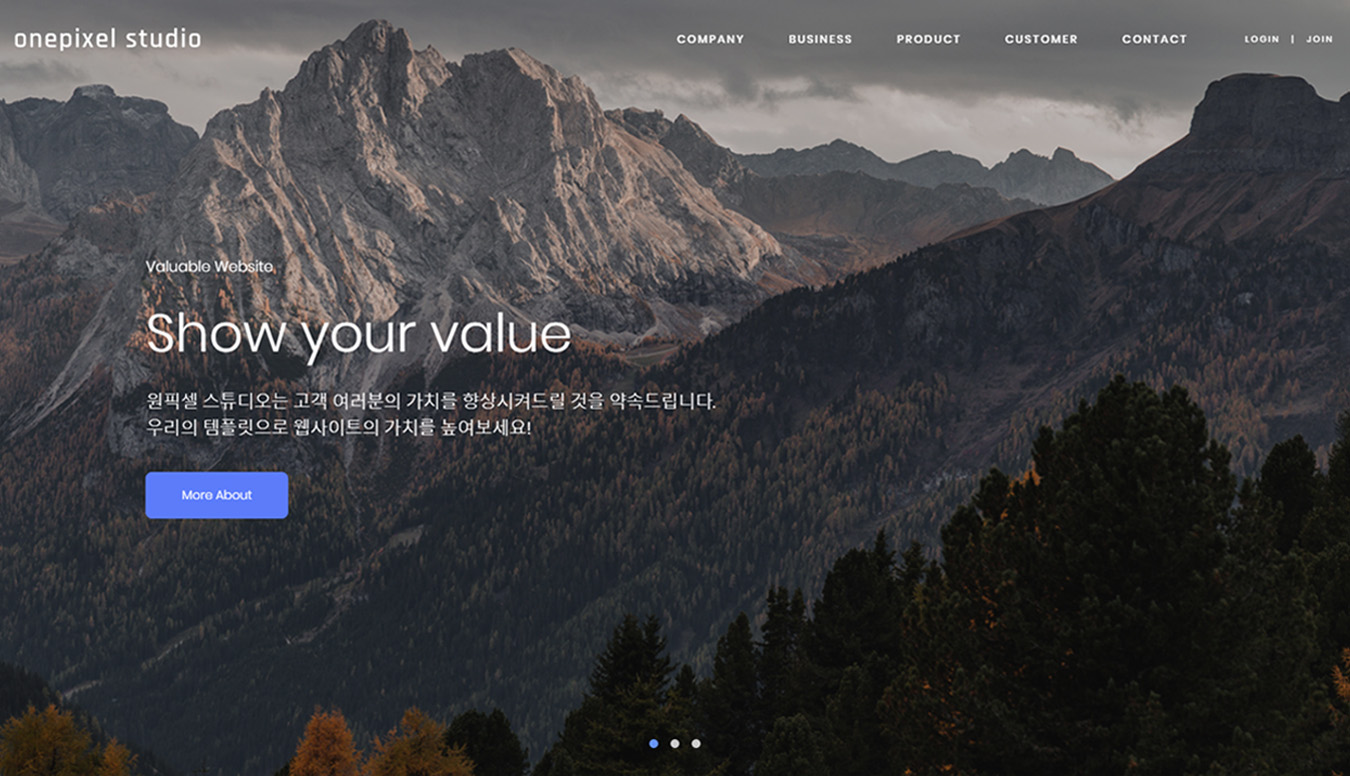 onepixel studio
COMPANY BUSINESS PRODUCT CUSTOMER CONTACT LOGIN | JOIN
Valuable Website
Show your value
원픽셀 스튜디오는 고객 여러분의 가치를 향상시켜드릴 것을 약속드립니다.
우리의 템플릿으로 웹사이트의 가치를 높여보세요!
More About